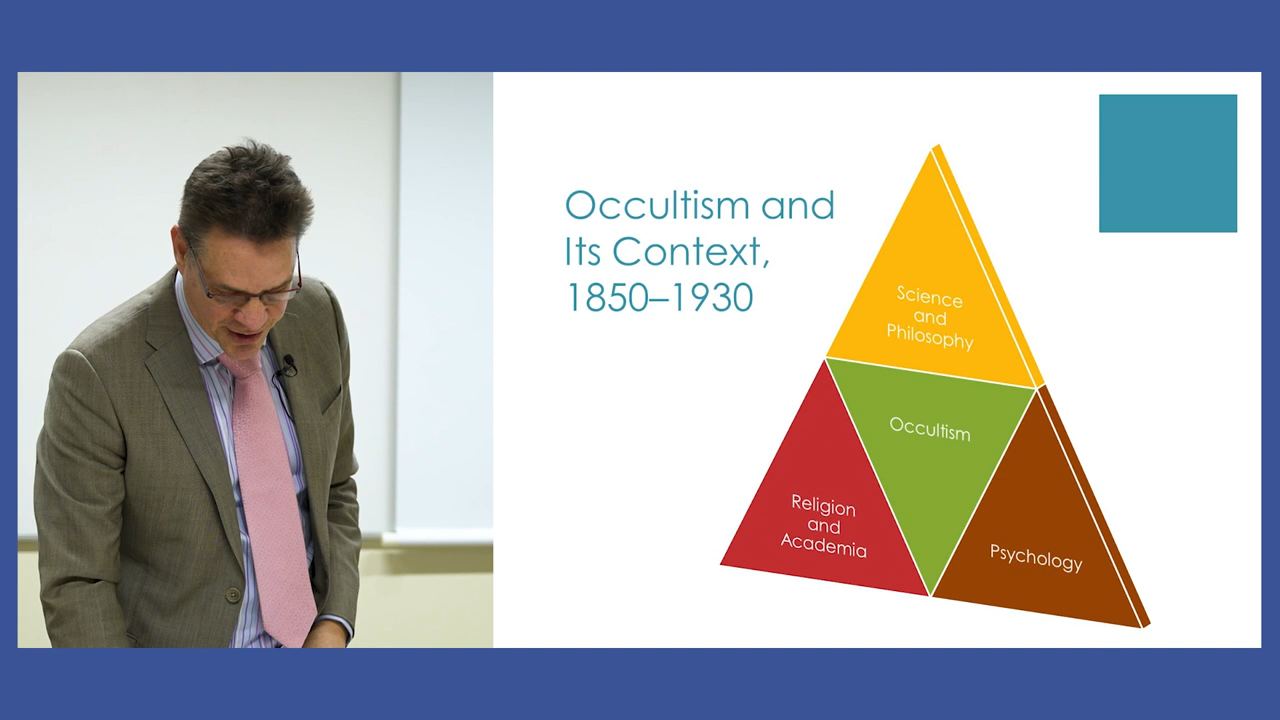 Occultism and
Its Context,
1850–1930
Science
and
Philosophy
Occultism
Religion
and
Academia
Psychology